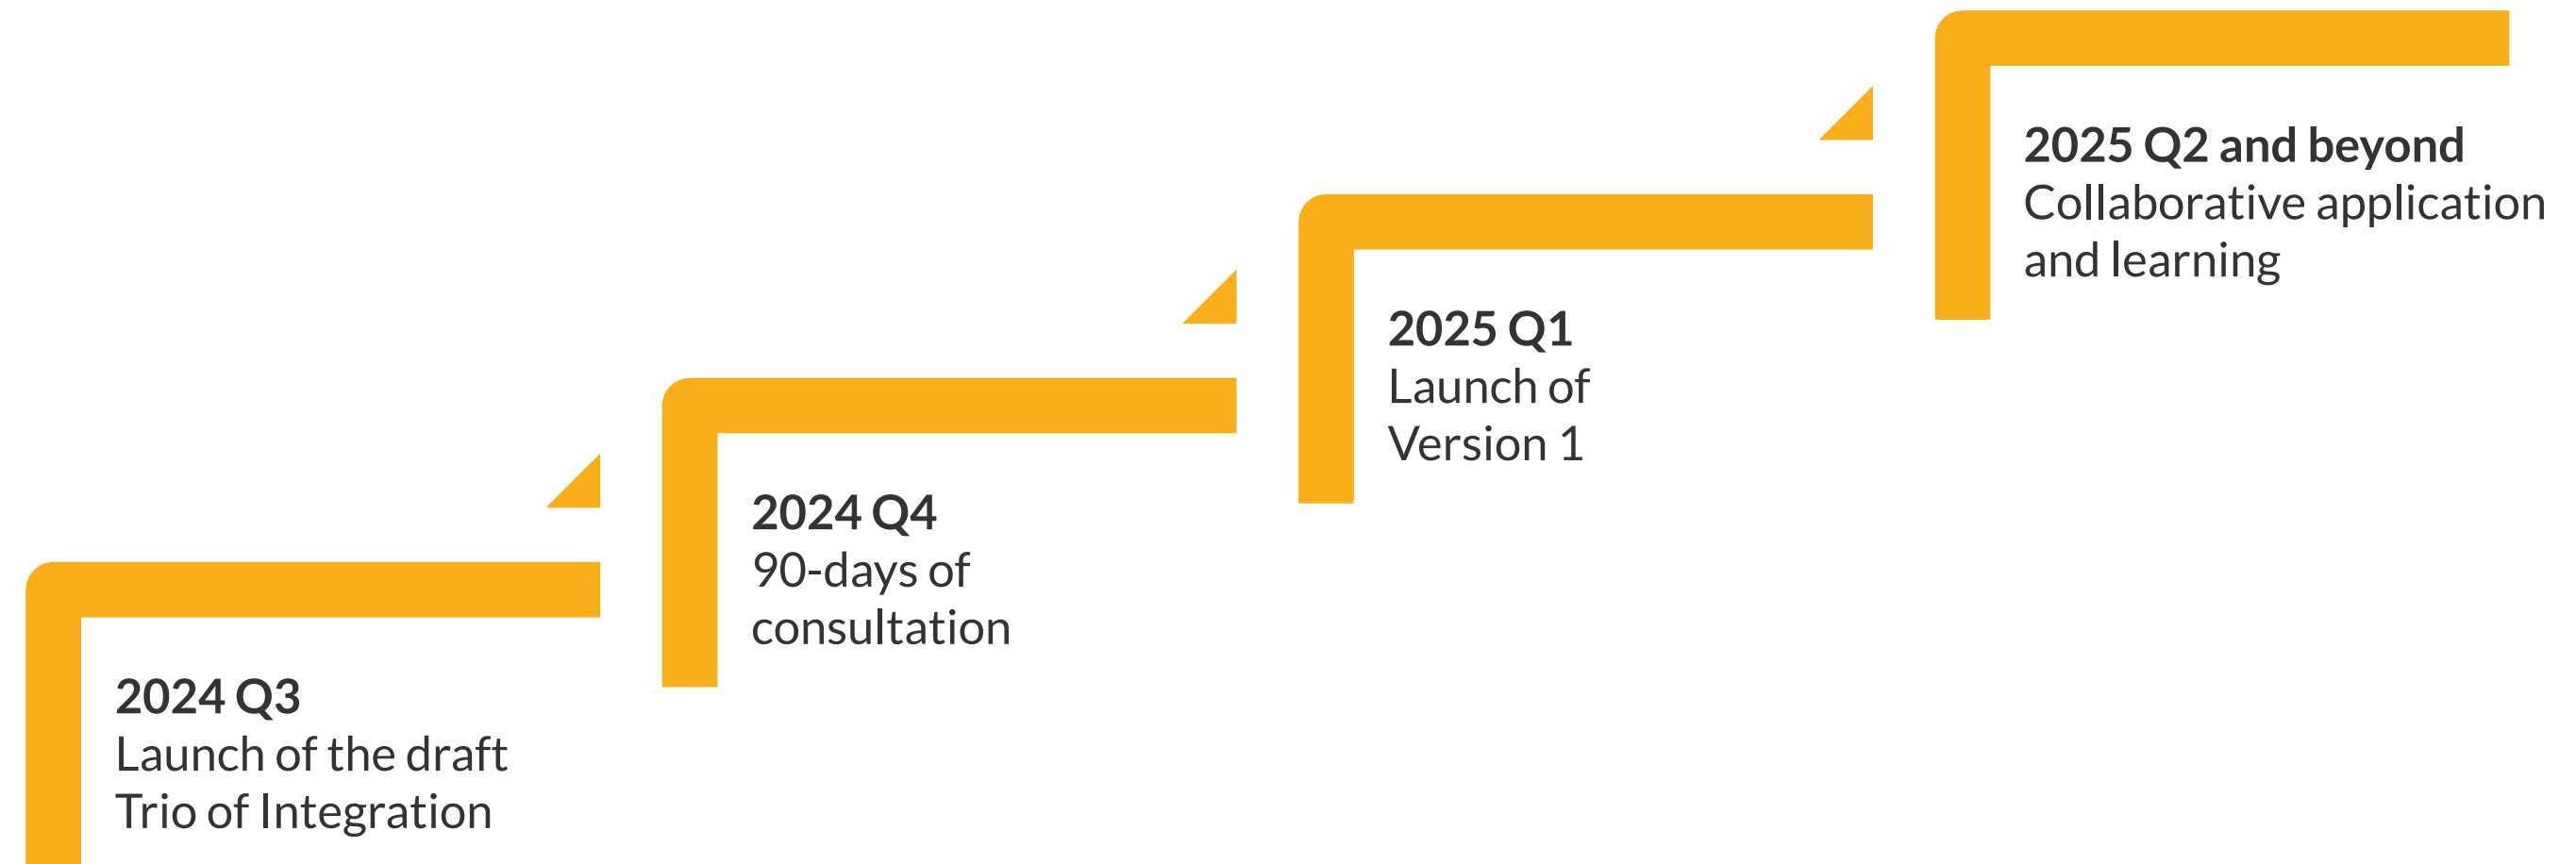 2024 Q3
Launch of the draft
Trio of Integration
2024 Q4
90-days of
consultation
2025 Q1
Launch of
Version 1
2025 Q2 and beyond
Collaborative application
and learning